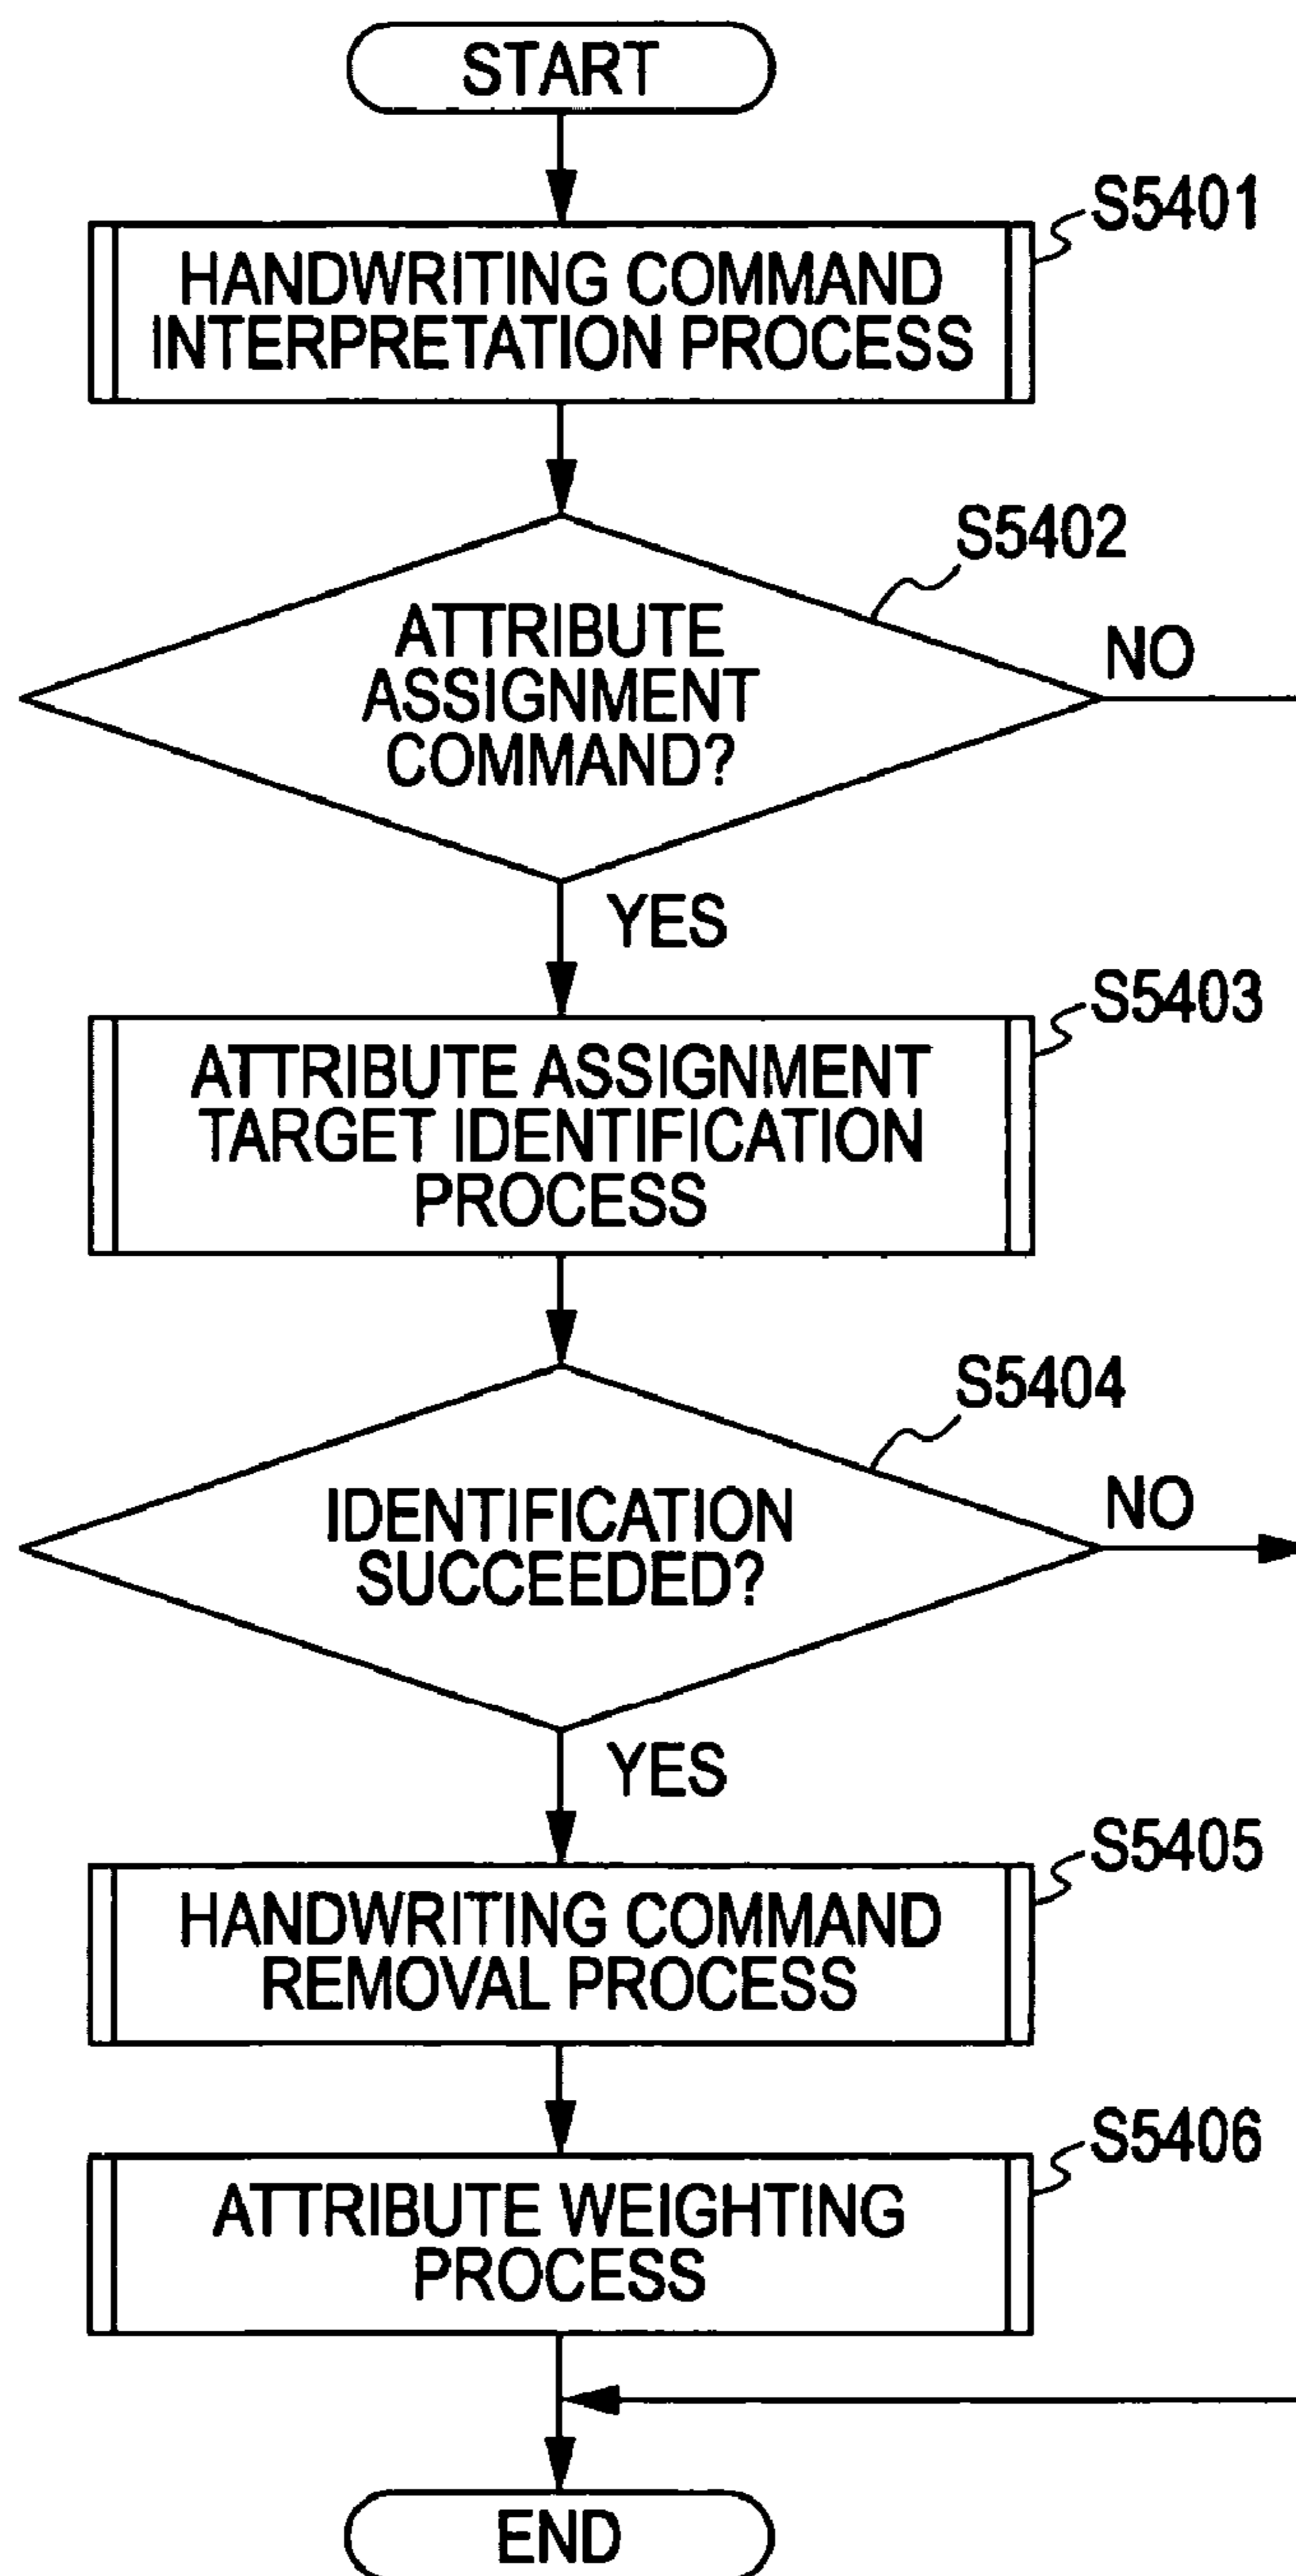 START
S5401
HANDWRITING COMMAND
INTERPRETATION PROCESS
S5402
ATTRIBUTE
ASSIGNMENT
COMMAND?
NO
YES
S5403
ATTRIBUTE ASSIGNMENT
TARGET IDENTIFICATION
PROCESS
S5404
IDENTIFICATION
SUCCEEDED?
NO
YES
S5405
HANDWRITING COMMAND
REMOVAL PROCESS
S5406
ATTRIBUTE WEIGHTING
PROCESS
END